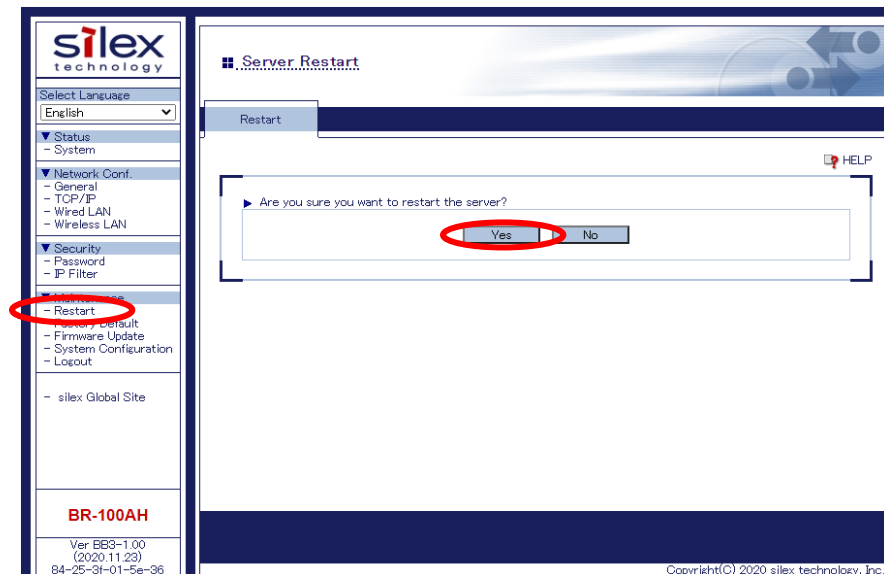 silex
technology
Select Language
English
▼ Status
- System
▼ Network Conf.
- General
- TCP/IP
- Wired LAN
- Wireless LAN
▼ Security
- Password
- IP Filter
▼ Maintenance
- Restart
- Factory Default
- Firmware Update
- System Configuration
- Logout
- silex Global Site
BR-100AH
Ver BB3-1.00
(2020.11.23)
84-25-3f-01-5e-36
Server Restart
Restart
HELP
Are you sure you want to restart the server?
Yes No
Copyright(C) 2020 silex technology, Inc.